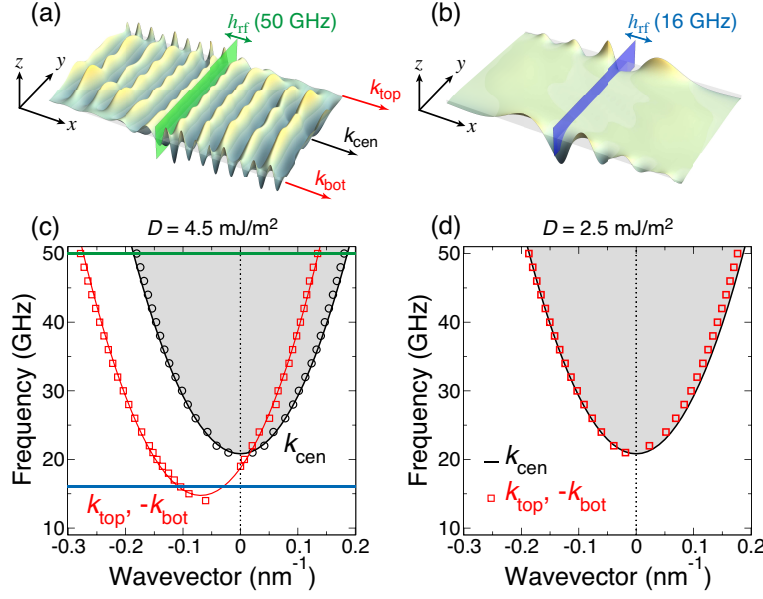 (a)
h_rf (50 GHz)
z
y
x
k_top
k_cen
k_bot
(b)
h_rf (16 GHz)
z
y
x
(c)
D = 4.5 mJ/m²
Frequency (GHz)
50
40
30
20
10
k_cen
k_top, -k_bot
-0.3 -0.2 -0.1 0 0.1 0.2
Wavevector (nm⁻¹)
(d)
D = 2.5 mJ/m²
Frequency (GHz)
50
40
30
20
10
k_cen
k_top, -k_bot
-0.3 -0.2 -0.1 0 0.1 0.2
Wavevector (nm⁻¹)